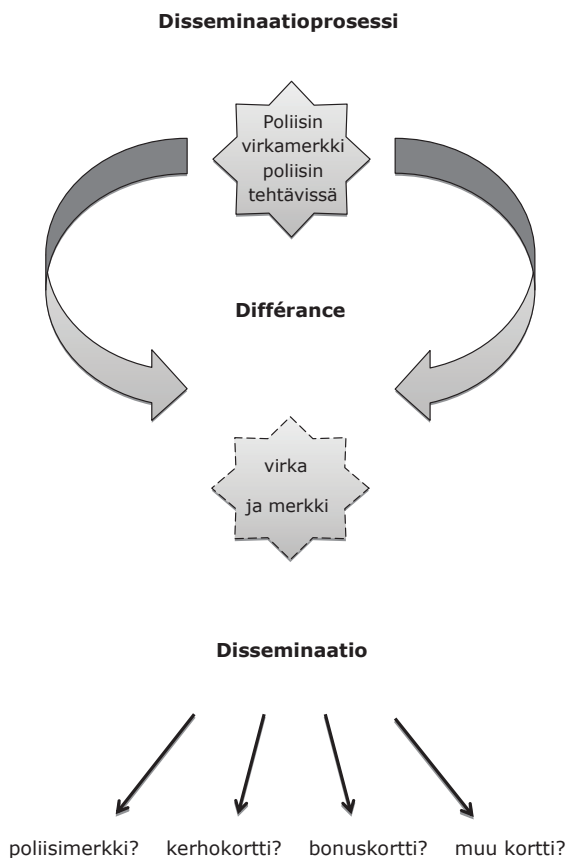 Disseminaatioprosessi
Poliisin
virkamerkki
poliisin
tehtävissä
Différance
virka
ja merkki
Disseminaatio
poliisimerkki? kerhokortti? bonuskortti? muu kortti?